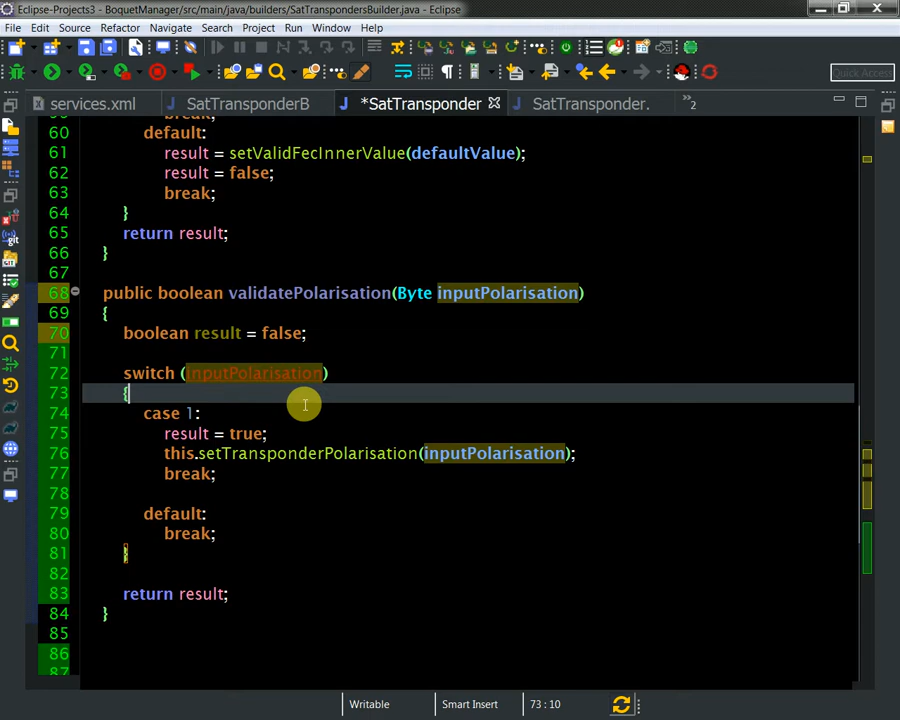 Eclipse-Projects3 - BoquetManager/src/main/java/builders/SatTranspondersBuilder.java - Eclipse
File Edit Source Refactor Navigate Search Project Run Window Help
Quick Access
services.xml SatTransponderB *SatTransponder SatTransponder. »2
60 default:
61 result = setValidFecInnerValue(defaultValue);
62 result = false;
63 break;
64 }
65 return result;
66 }
67
68 public boolean validatePolarisation(Byte inputPolarisation)
69 {
70 boolean result = false;
71
72 switch (inputPolarisation)
73 {
74 case 1:
75 result = true;
76 this.setTransponderPolarisation(inputPolarisation);
77 break;
78
79 default:
80 break;
81 }
82
83 return result;
84 }
85
86
Writable Smart Insert 73 : 10